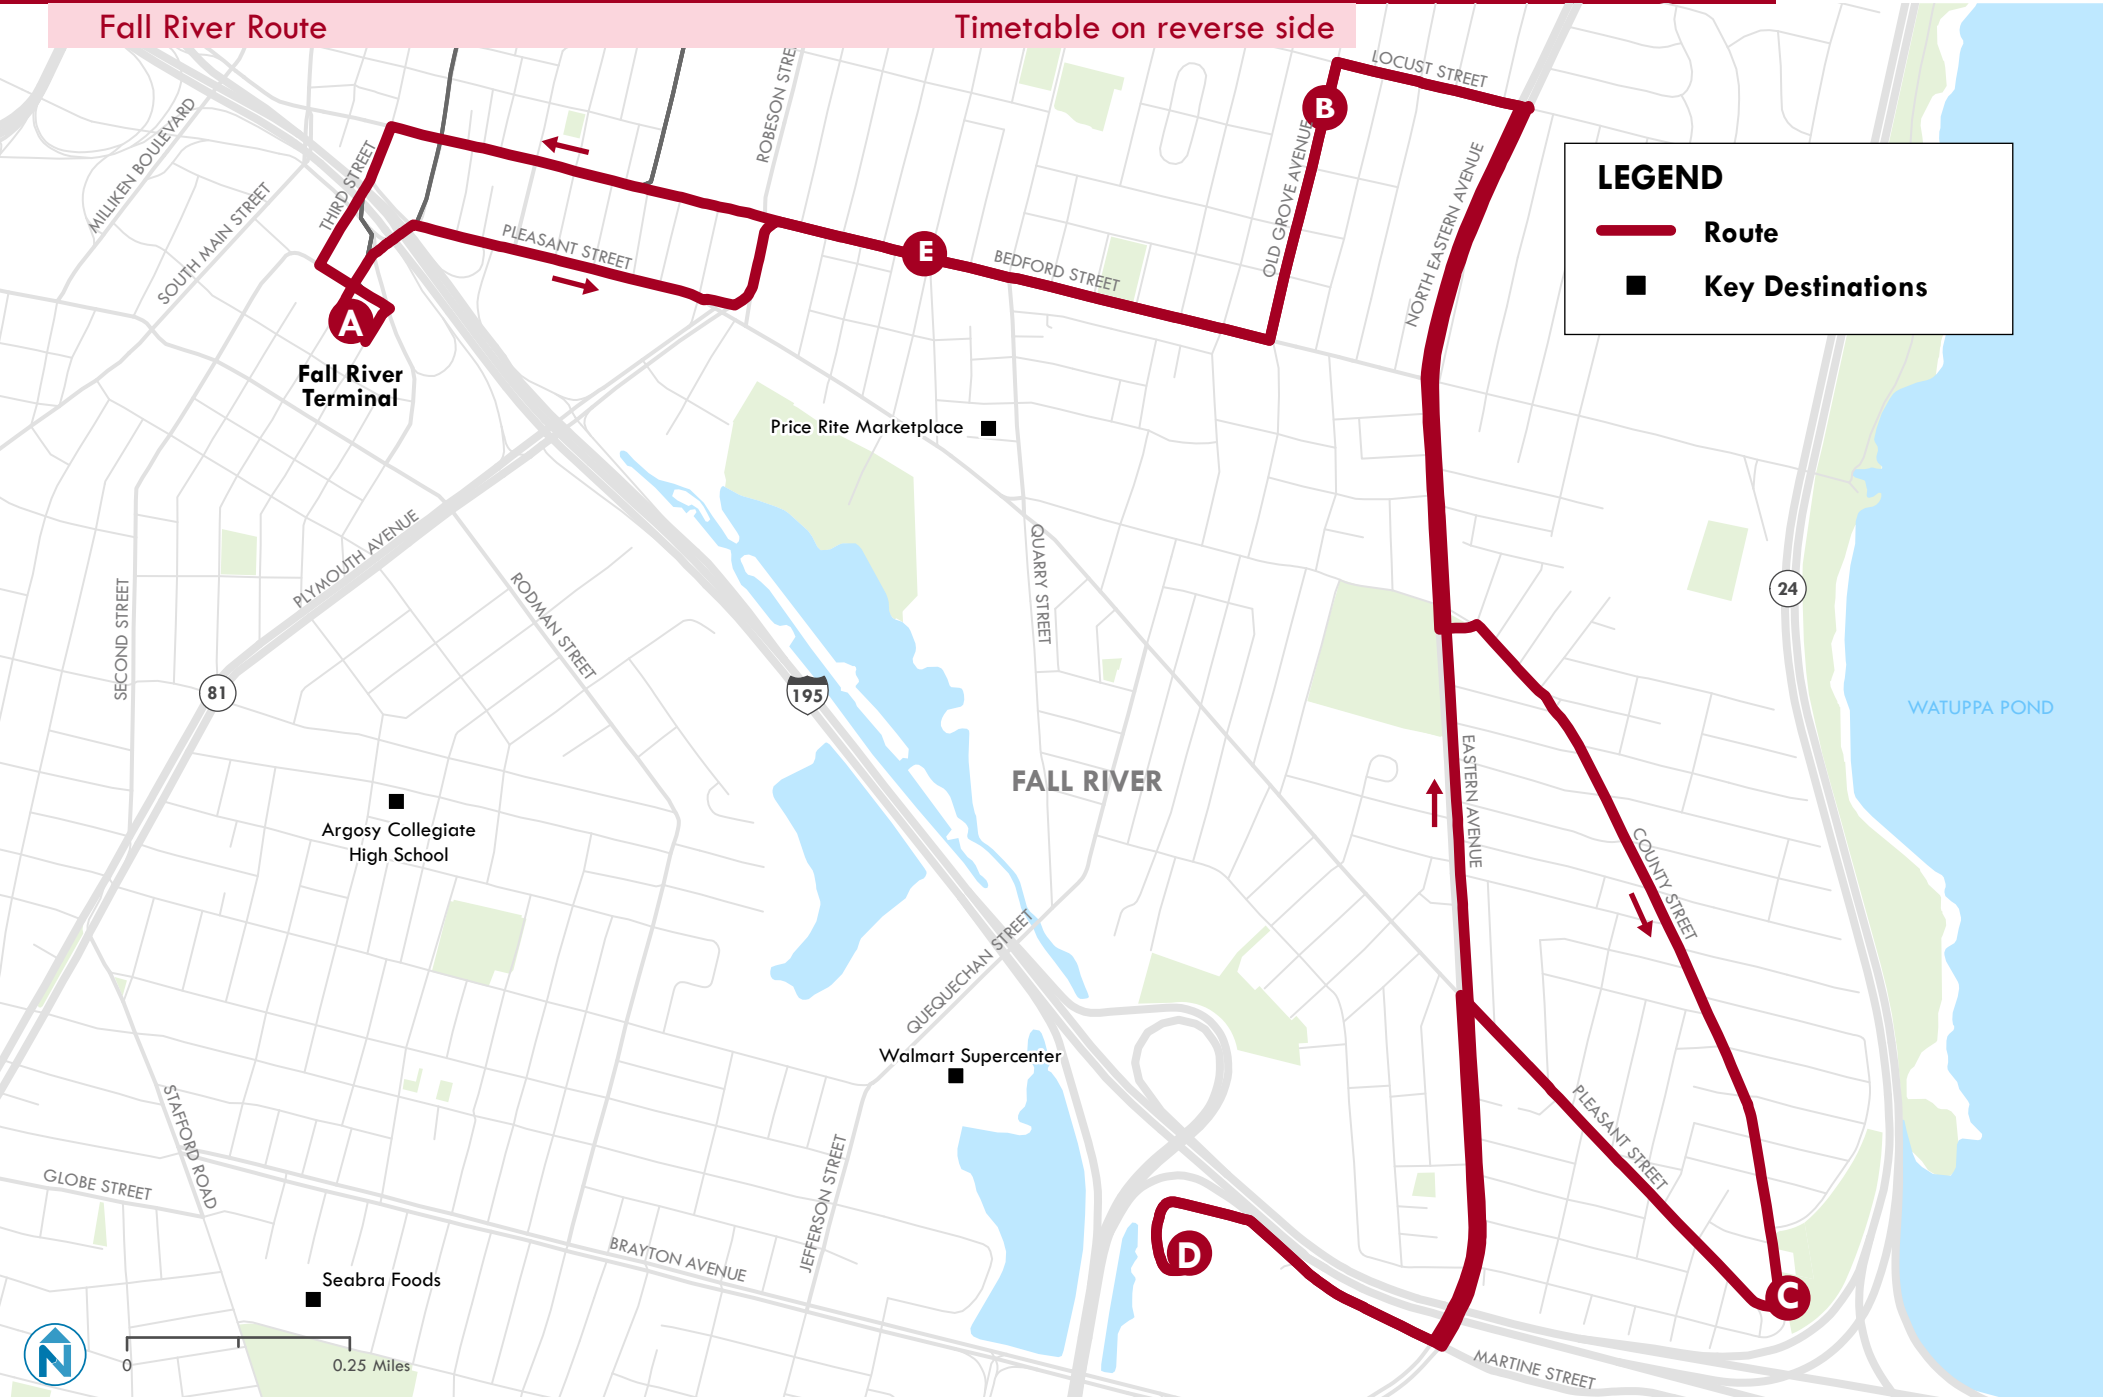 Fall River Route
Timetable on reverse side
LOCUST STREET
ROBESON STRE
B
MILLIKEN BOULEVARD
THIRD STREET
SOUTH MAIN STREET
OLD GROVE AVENUE
NORTH EASTERN AVENUE
LEGEND
Route
Key Destinations
PLEASANT STREET
E
BEDFORD STREET
A
Fall River
Terminal
Price Rite Marketplace
PLYMOUTH AVENUE
QUARRY STREET
RODMAN STREET
SECOND STREET
24
81
195
WATUPPA POND
FALL RIVER
EASTERN AVENUE
Argosy Collegiate
High School
COUNTY STREET
QUEQUECHAN STREET
Walmart Supercenter
STAFFORD ROAD
PLEASANT STREET
JEFFERSON STREET
GLOBE STREET
BRAYTON AVENUE
D
Seabra Foods
C
N
0
0.25 Miles
MARTINE STREET